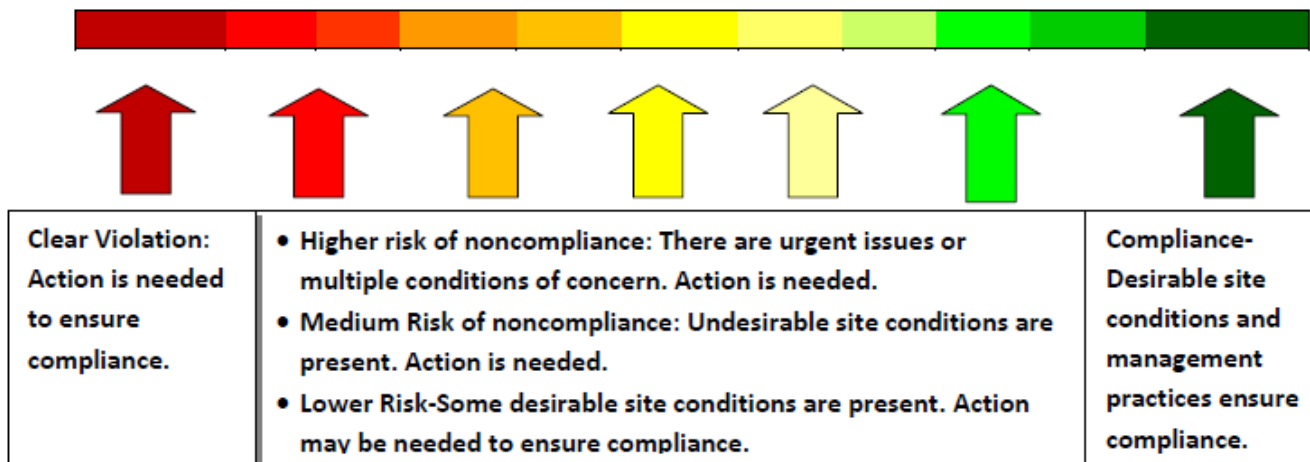 Clear Violation:
Action is needed
to ensure
compliance.
• Higher risk of noncompliance: There are urgent issues or
multiple conditions of concern. Action is needed.
• Medium Risk of noncompliance: Undesirable site conditions are
present. Action is needed.
• Lower Risk-Some desirable site conditions are present. Action
may be needed to ensure compliance.
Compliance-
Desirable site
conditions and
management
practices ensure
compliance.